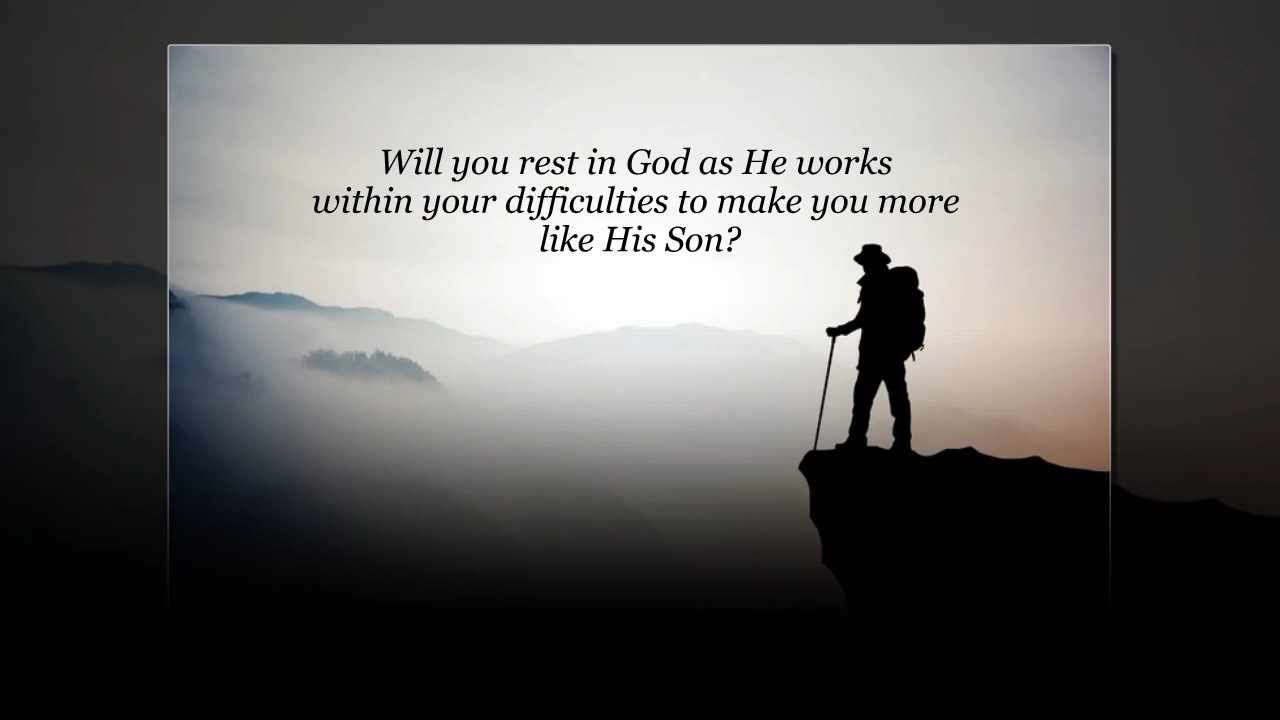 Will you rest in God as He works
within your difficulties to make you more
like His Son?